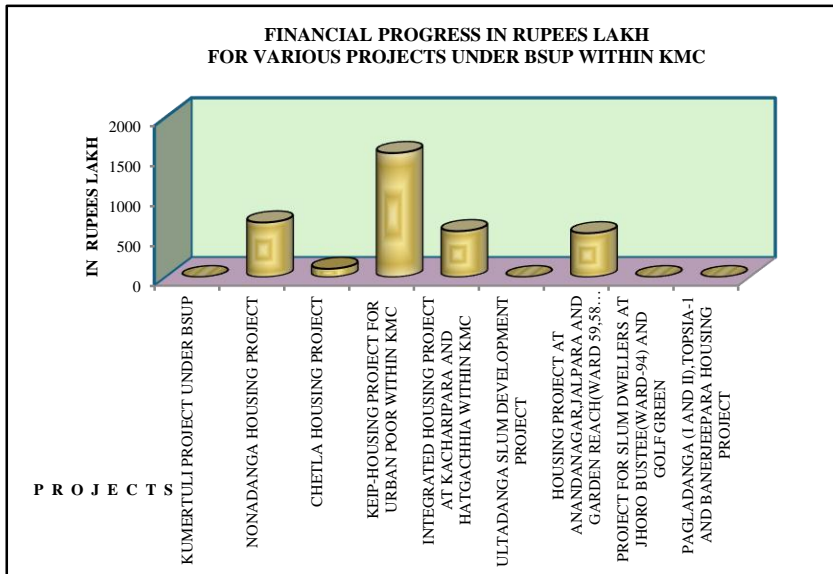 FINANCIAL PROGRESS IN RUPEES LAKH
FOR VARIOUS PROJECTS UNDER BSUP WITHIN KMC
IN RUPEES LAKH
2000
1500
1000
500
0
KUMERTULI PROJECT UNDER BSUP
NONADANGA HOUSING PROJECT
CHETLA HOUSING PROJECT
KEIP-HOUSING PROJECT FOR
URBAN POOR WITHIN KMC
INTEGRATED HOUSING PROJECT
AT KACHARIPARA AND
HATGACHHIA WITHIN KMC
ULTADANGA SLUM DEVELOPMENT
PROJECT
HOUSING PROJECT AT
ANANDANAGAR,JALPARA AND
GARDEN REACH(WARD 59,58…
PROJECT FOR SLUM DWELLERS AT
JHORO BUSTEE(WARD-94) AND
GOLF GREEN
PAGLADANGA (I AND II),TOPSIA-1
AND BANERJEEPARA HOUSING
PROJECT
PROJECTS